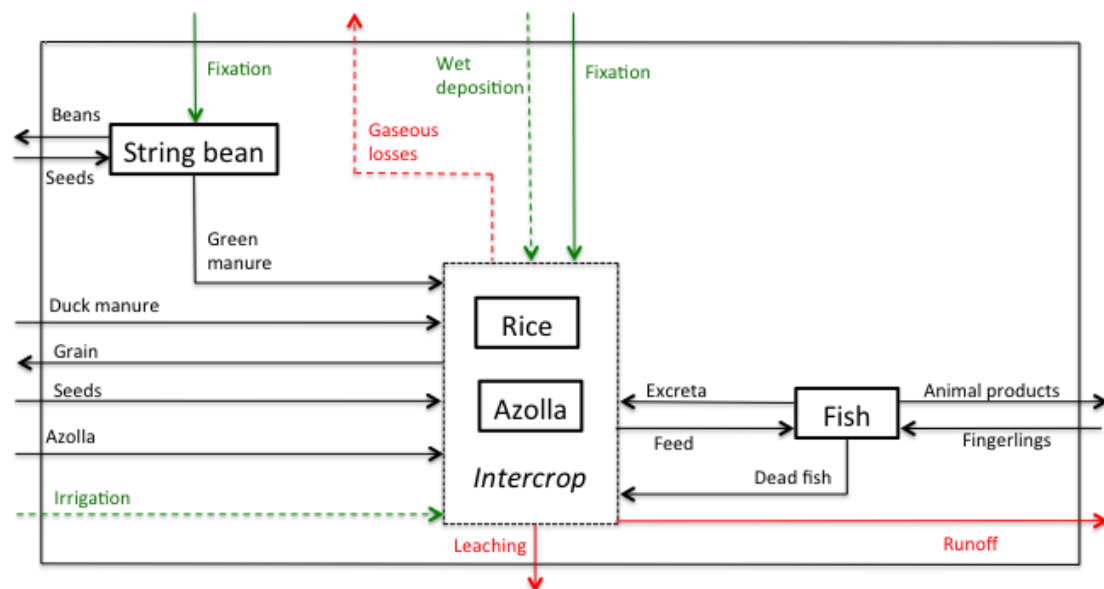 Fixation
Wet
deposition
Fixation
Beans
String bean
Seeds
Gaseous
losses
Green
manure
Duck manure
Rice
Grain
Seeds
Azolla
Excreta
Animal products
Fish
Azolla
Feed
Fingerlings
Intercrop
Dead fish
Irrigation
Leaching
Runoff